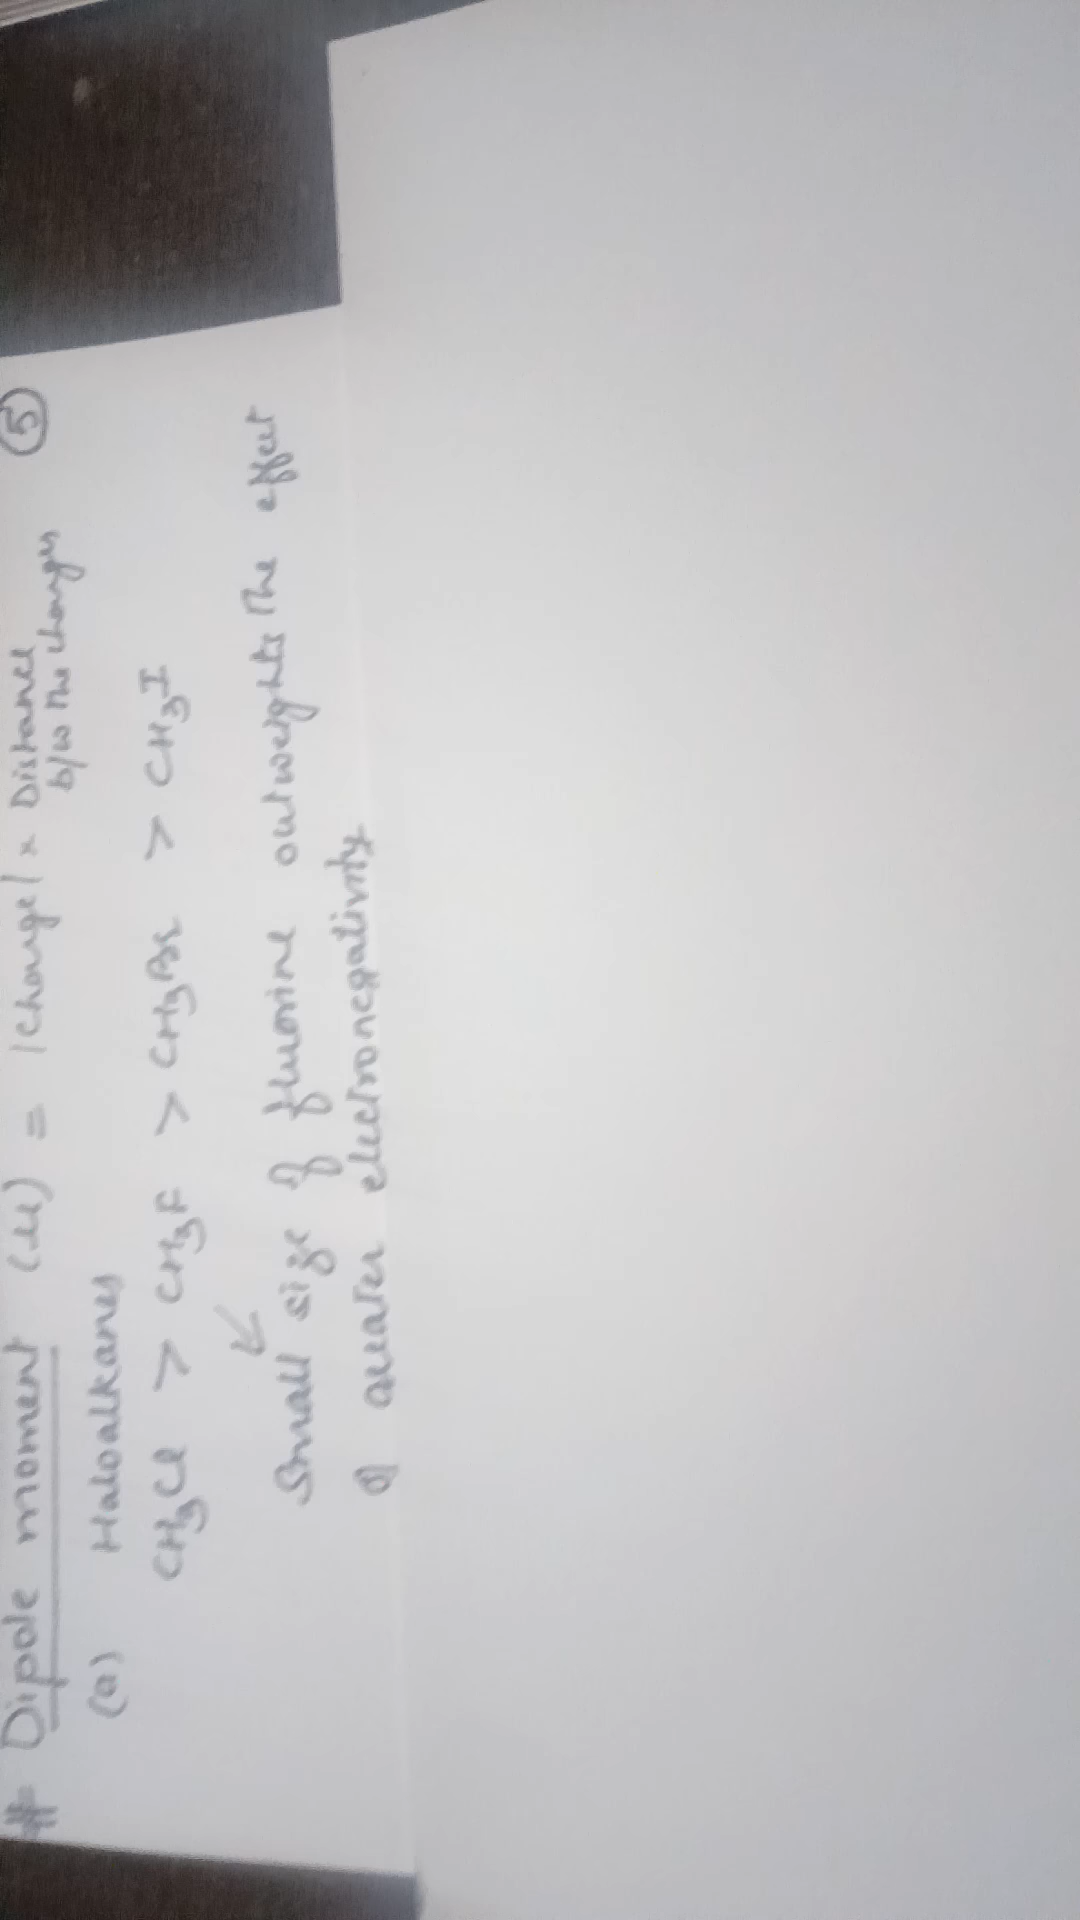 # Dipole moment (μ) = |charge| x Distance
b/w the charges
5
(a) Haloalkanes
CH3Cl > CH3F > CH3Br > CH3I
Small size of fluorine outweights the effect
of greater electronegativity